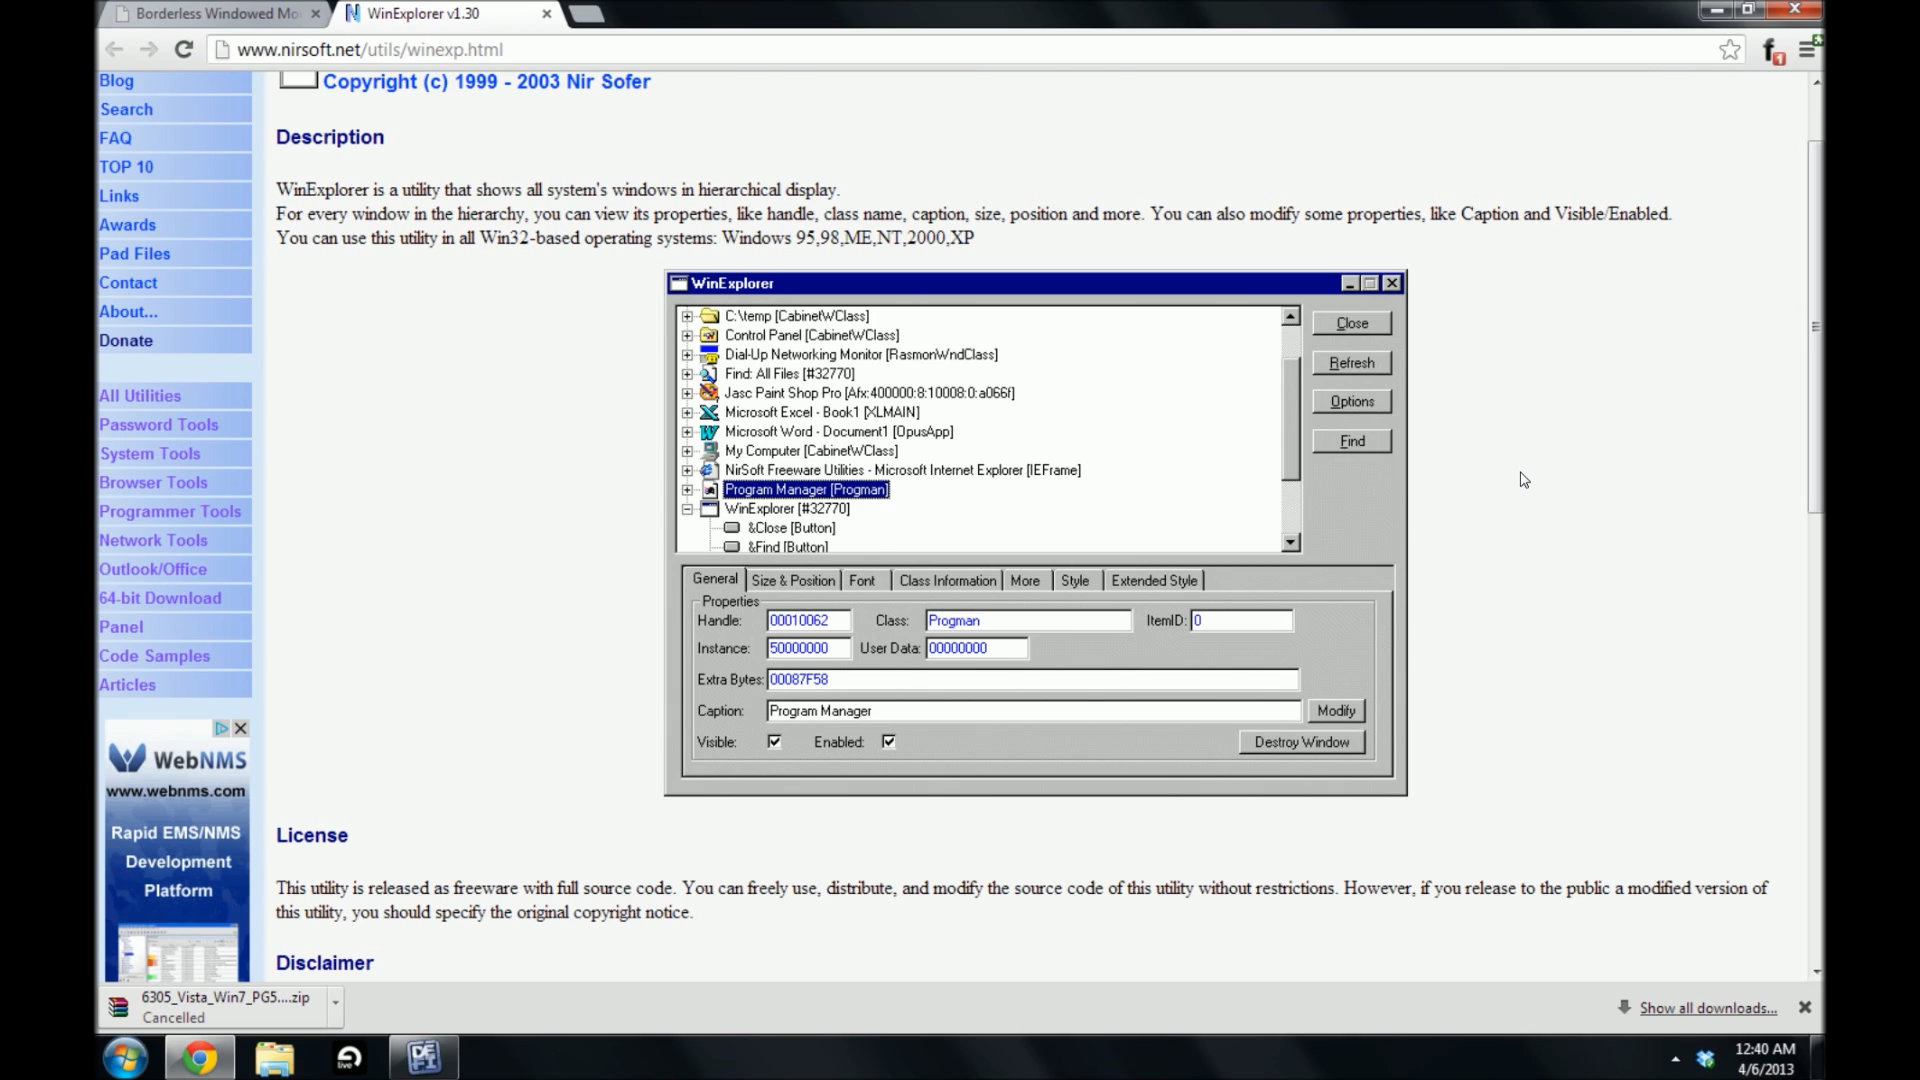 Borderless Windowed Mo
WinExplorer v1.30
www.nirsoft.net/utils/winexp.html
1
Blog
Search
FAQ
TOP 10
Links
Awards
Pad Files
Contact
About...
Donate
All Utilities
Password Tools
System Tools
Browser Tools
Programmer Tools
Network Tools
Outlook/Office
64-bit Download
Panel
Code Samples
Articles
WebNMS
www.webnms.com
Rapid EMS/NMS
Development
Platform
Copyright (c) 1999 - 2003 Nir Sofer
Description
WinExplorer is a utility that shows all system's windows in hierarchical display.
For every window in the hierarchy, you can view its properties, like handle, class name, caption, size, position and more. You can also modify some properties, like Caption and Visible/Enabled.
You can use this utility in all Win32-based operating systems: Windows 95,98,ME,NT,2000,XP
WinExplorer
C:\temp [CabinetWClass]
Control Panel [CabinetWClass]
Dial-Up Networking Monitor [RasmonWndClass]
Find: All Files [#32770]
Jasc Paint Shop Pro [Afx:400000:8:10008:0:a066f]
Microsoft Excel - Book1 [XLMAIN]
Microsoft Word - Document1 [OpusApp]
My Computer [CabinetWClass]
NirSoft Freeware Utilities - Microsoft Internet Explorer [IEFrame]
Program Manager [Progman]
WinExplorer [#32770]
&Close [Button]
&Find [Button]
Close
Refresh
Options
Find
General Size & Position Font Class Information More Style Extended Style
Properties
Handle: 00010062 Class: Progman ItemID: 0
Instance: 50000000 User Data: 00000000
Extra Bytes: 00087F58
Caption: Program Manager Modify
Visible: Enabled: Destroy Window
License
This utility is released as freeware with full source code. You can freely use, distribute, and modify the source code of this utility without restrictions. However, if you release to the public a modified version of
this utility, you should specify the original copyright notice.
Disclaimer
6305_Vista_Win7_PG5....zip
Cancelled
Show all downloads...
live
DEFI
12:40 AM
4/6/2013